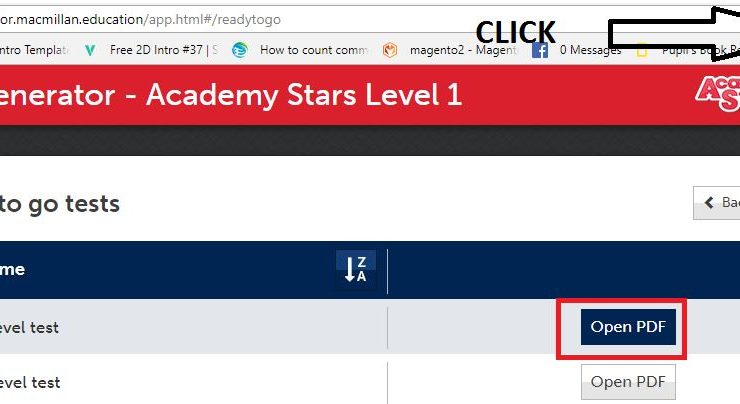 or.macmillan.education/app.html#/readytogo
CLICK
ntro Templat V Free 2D Intro #37 | S How to count comm magento2 - Magent 0 Messages Pupil's Book Re
enerator - Academy Stars Level 1
Aca
S
to go tests
Bac
me
Z
A
evel test
Open PDF
evel test
Open PDF